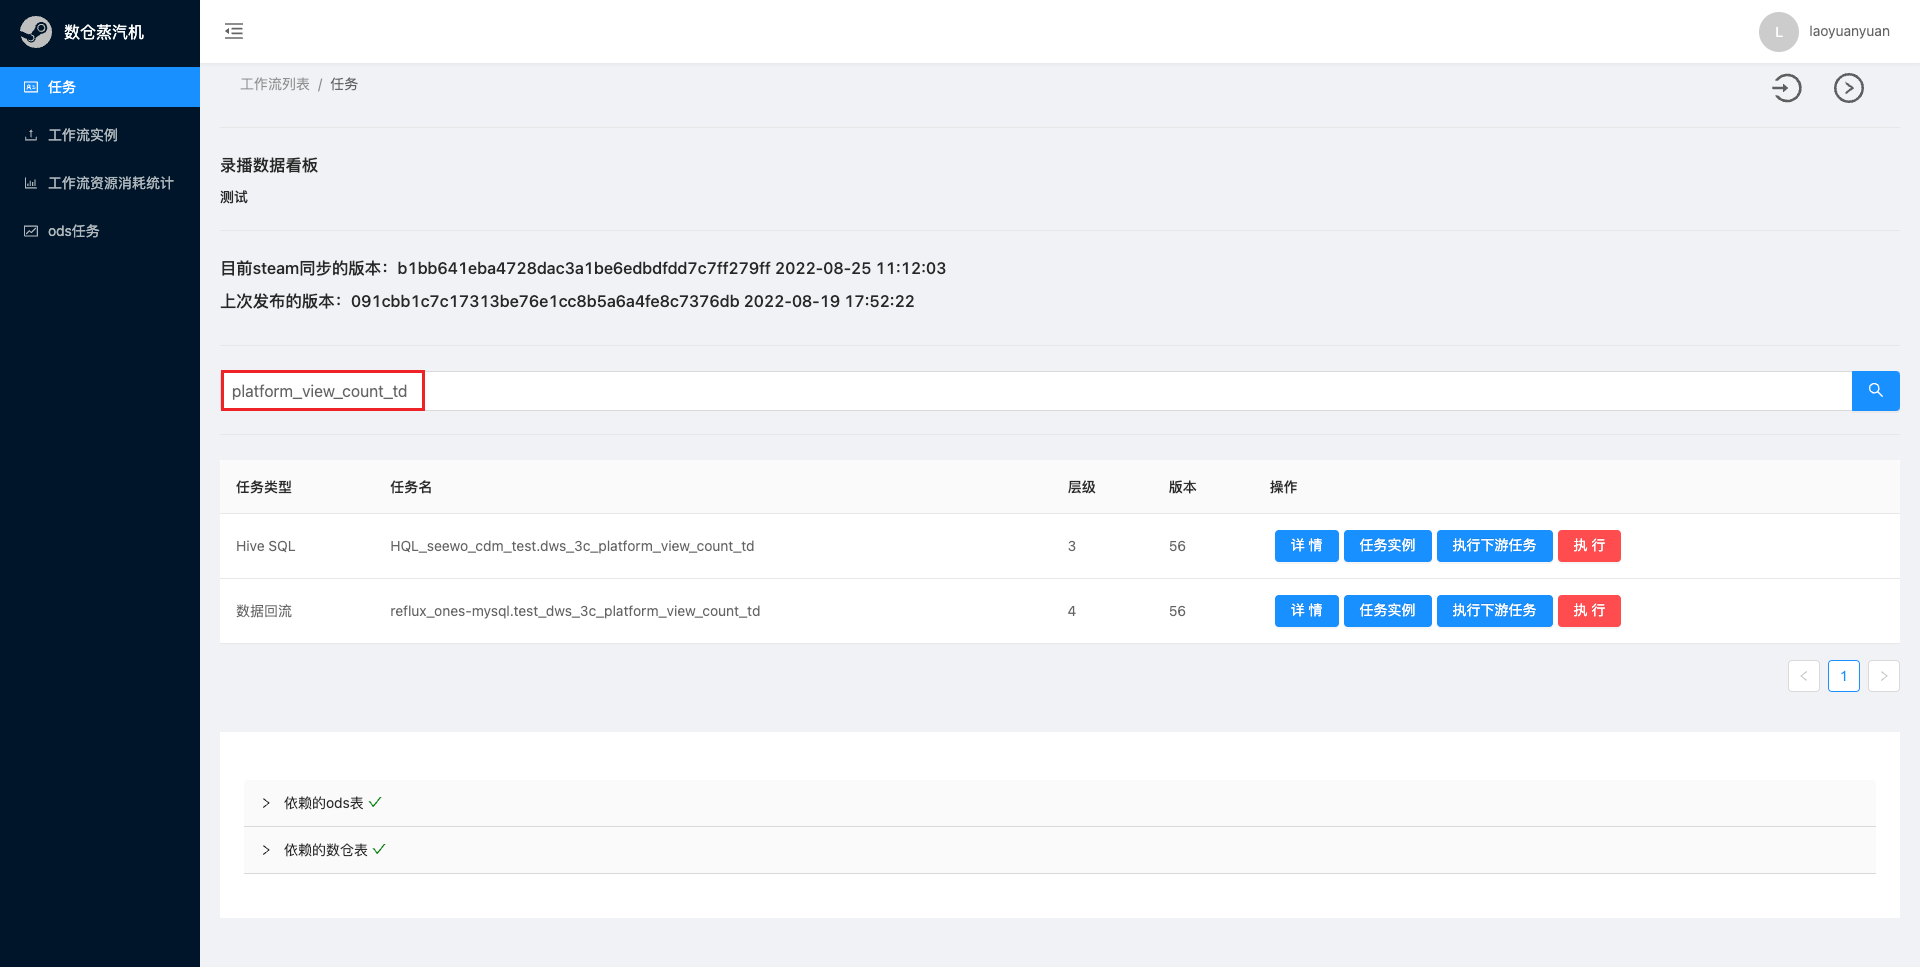 数仓蒸汽机
L laoyuanyuan
任务
工作流实例
工作流资源消耗统计
ods任务
工作流列表 / 任务
录播数据看板
测试
目前steam同步的版本：b1bb641eba4728dac3a1be6edbdfdd7c7ff279ff 2022-08-25 11:12:03
上次发布的版本：091cbb1c7c17313be76e1cc8b5a6a4fe8c7376db 2022-08-19 17:52:22
platform_view_count_td
任务类型 任务名 层级 版本 操作
Hive SQL HQL_seewo_cdm_test.dws_3c_platform_view_count_td 3 56 详 情 任务实例 执行下游任务 执 行
数据回流 reflux_ones-mysql.test_dws_3c_platform_view_count_td 4 56 详 情 任务实例 执行下游任务 执 行
< 1 >
依赖的ods表
依赖的数仓表